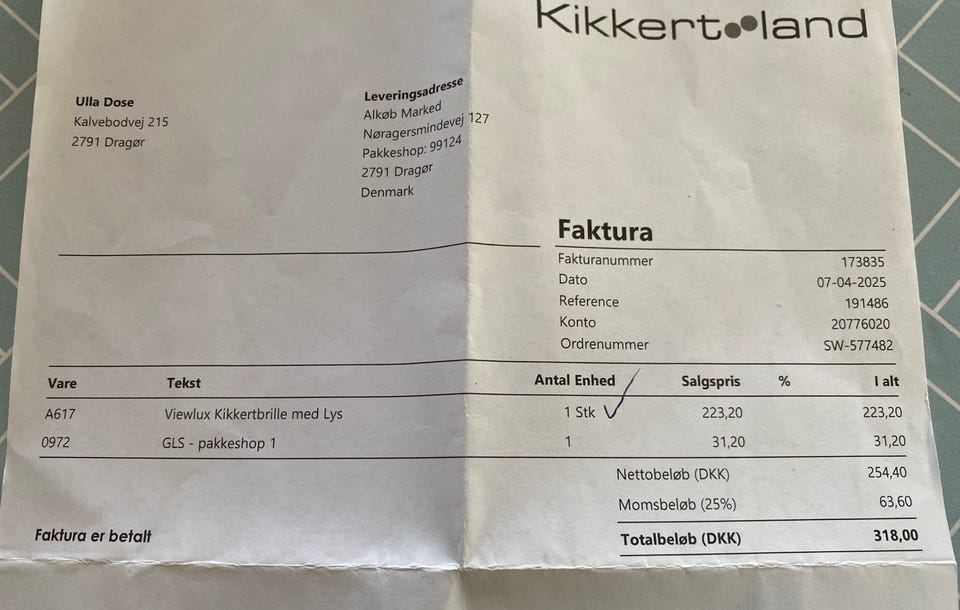 Kikkertland
Ulla Dose
Kalvebodvej 215
2791 Dragør
Leveringsadresse
Alkøb Marked
Nøragersmindevej 127
Pakkeshop: 99124
2791 Dragør
Denmark
Faktura
Fakturanummer 173835
Dato 07-04-2025
Reference 191486
Konto 20776020
Ordrenummer SW-577482
Vare Tekst Antal Enhed Salgspris % I alt
A617 Viewlux Kikkertbrille med Lys 1 Stk 223,20 223,20
0972 GLS - pakkeshop 1 1 31,20 31,20
Nettobeløb (DKK) 254,40
Momsbeløb (25%) 63,60
Faktura er betalt
Totalbeløb (DKK) 318,00